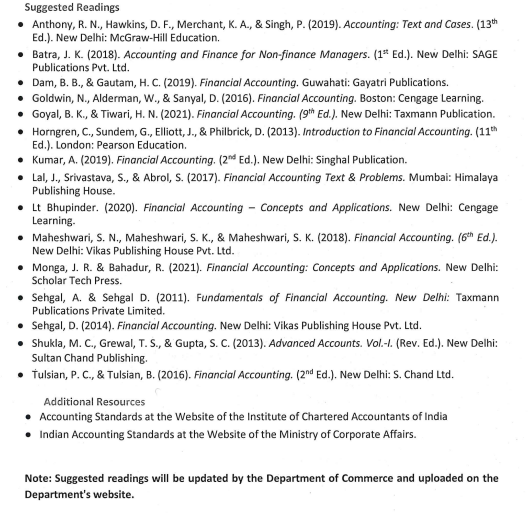 Suggested Readings
• Anthony, R. N., Hawkins, D. F., Merchant, K. A., & Singh, P. (2019). Accounting: Text and Cases. (13th
Ed.). New Delhi: McGraw-Hill Education.
• Batra, J. K. (2018). Accounting and Finance for Non-finance Managers. (1st Ed.). New Delhi: SAGE
Publications Pvt. Ltd.
• Dam, B. B., & Gautam, H. C. (2019). Financial Accounting. Guwahati: Gayatri Publications.
• Goldwin, N., Alderman, W., & Sanyal, D. (2016). Financial Accounting. Boston: Cengage Learning.
• Goyal, B. K., & Tiwari, H. N. (2021). Financial Accounting. (9th Ed.). New Delhi: Taxmann Publication.
• Horngren, C., Sundem, G., Elliott, J., & Philbrick, D. (2013). Introduction to Financial Accounting. (11th
Ed.). London: Pearson Education.
• Kumar, A. (2019). Financial Accounting. (2nd Ed.). New Delhi: Singhal Publication.
• Lal, J., Srivastava, S., & Abrol, S. (2017). Financial Accounting Text & Problems. Mumbai: Himalaya
Publishing House.
• Lt Bhupinder. (2020). Financial Accounting – Concepts and Applications. New Delhi: Cengage
Learning.
• Maheshwari, S. N., Maheshwari, S. K., & Maheshwari, S. K. (2018). Financial Accounting. (6th Ed.).
New Delhi: Vikas Publishing House Pvt. Ltd.
• Monga, J. R. & Bahadur, R. (2021). Financial Accounting: Concepts and Applications. New Delhi:
Scholar Tech Press.
• Sehgal, A. & Sehgal D. (2011). Fundamentals of Financial Accounting. New Delhi: Taxmann
Publications Private Limited.
• Sehgal, D. (2014). Financial Accounting. New Delhi: Vikas Publishing House Pvt. Ltd.
• Shukla, M. C., Grewal, T. S., & Gupta, S. C. (2013). Advanced Accounts. Vol.-I. (Rev. Ed.). New Delhi:
Sultan Chand Publishing.
• Tulsian, P. C., & Tulsian, B. (2016). Financial Accounting. (2nd Ed.). New Delhi: S. Chand Ltd.
Additional Resources
• Accounting Standards at the Website of the Institute of Chartered Accountants of India
• Indian Accounting Standards at the Website of the Ministry of Corporate Affairs.
Note: Suggested readings will be updated by the Department of Commerce and uploaded on the
Department's website.